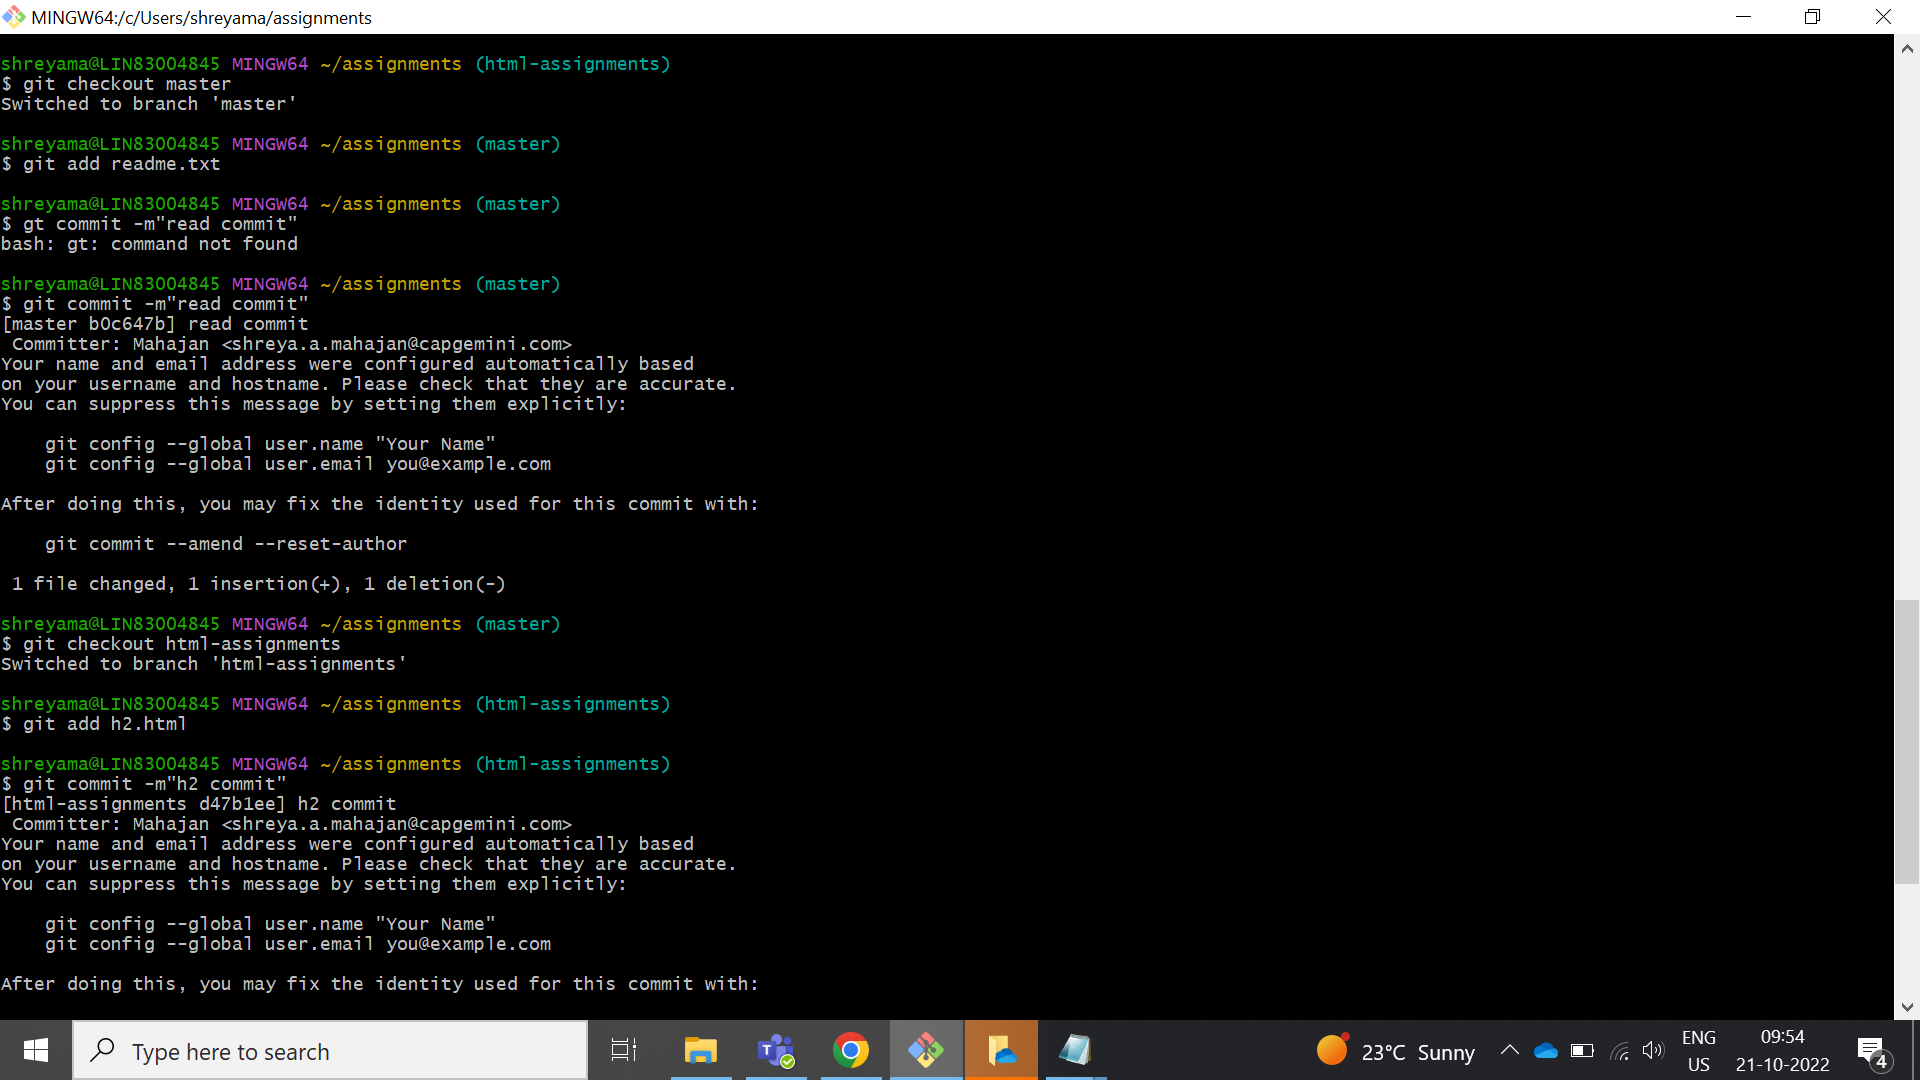 MINGW64:/c/Users/shreyama/assignments
shreyama@LIN83004845 MINGW64 ~/assignments (html-assignments)
$ git checkout master
Switched to branch 'master'
shreyama@LIN83004845 MINGW64 ~/assignments (master)
$ git add readme.txt
shreyama@LIN83004845 MINGW64 ~/assignments (master)
$ gt commit -m"read commit"
bash: gt: command not found
shreyama@LIN83004845 MINGW64 ~/assignments (master)
$ git commit -m"read commit"
[master b0c647b] read commit
Committer: Mahajan <shreya.a.mahajan@capgemini.com>
Your name and email address were configured automatically based
on your username and hostname. Please check that they are accurate.
You can suppress this message by setting them explicitly:
git config --global user.name "Your Name"
git config --global user.email you@example.com
After doing this, you may fix the identity used for this commit with:
git commit --amend --reset-author
1 file changed, 1 insertion(+), 1 deletion(-)
shreyama@LIN83004845 MINGW64 ~/assignments (master)
$ git checkout html-assignments
Switched to branch 'html-assignments'
shreyama@LIN83004845 MINGW64 ~/assignments (html-assignments)
$ git add h2.html
shreyama@LIN83004845 MINGW64 ~/assignments (html-assignments)
$ git commit -m"h2 commit"
[html-assignments d47b1ee] h2 commit
Committer: Mahajan <shreya.a.mahajan@capgemini.com>
Your name and email address were configured automatically based
on your username and hostname. Please check that they are accurate.
You can suppress this message by setting them explicitly:
git config --global user.name "Your Name"
git config --global user.email you@example.com
After doing this, you may fix the identity used for this commit with:
Type here to search
23°C Sunny
ENG
US
09:54
21-10-2022
4